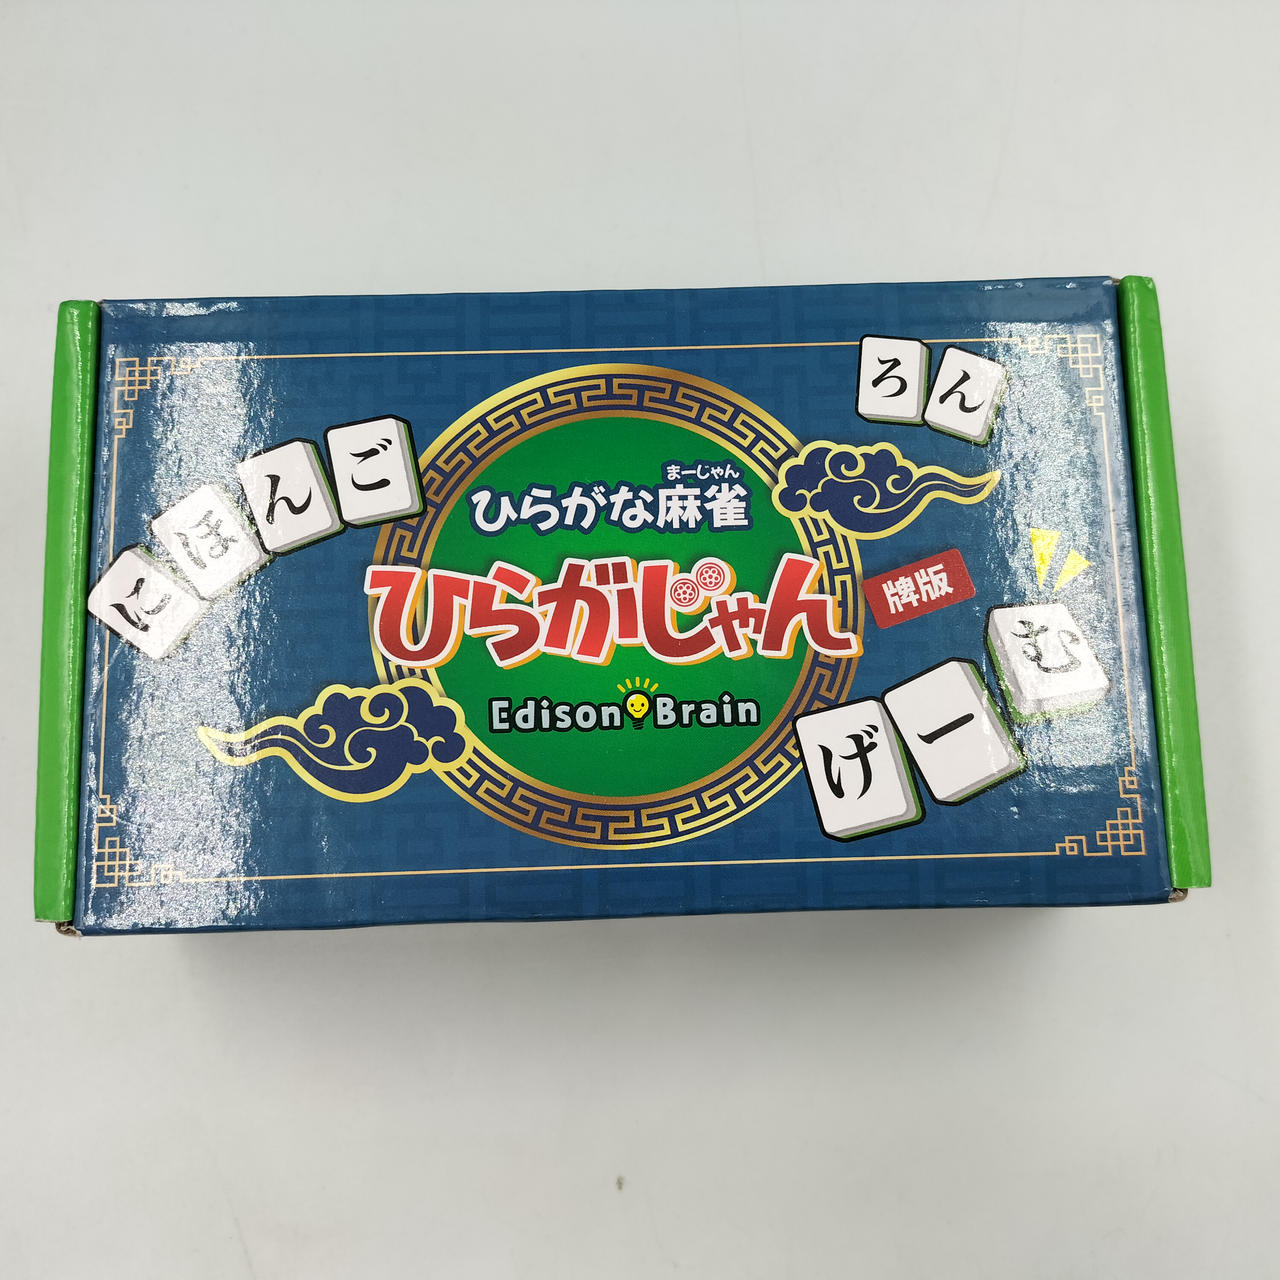 ろん
にほんご
まーじゃん
ひらがな麻雀
ひらがじゃん
牌版
Edison Brain
げーむ